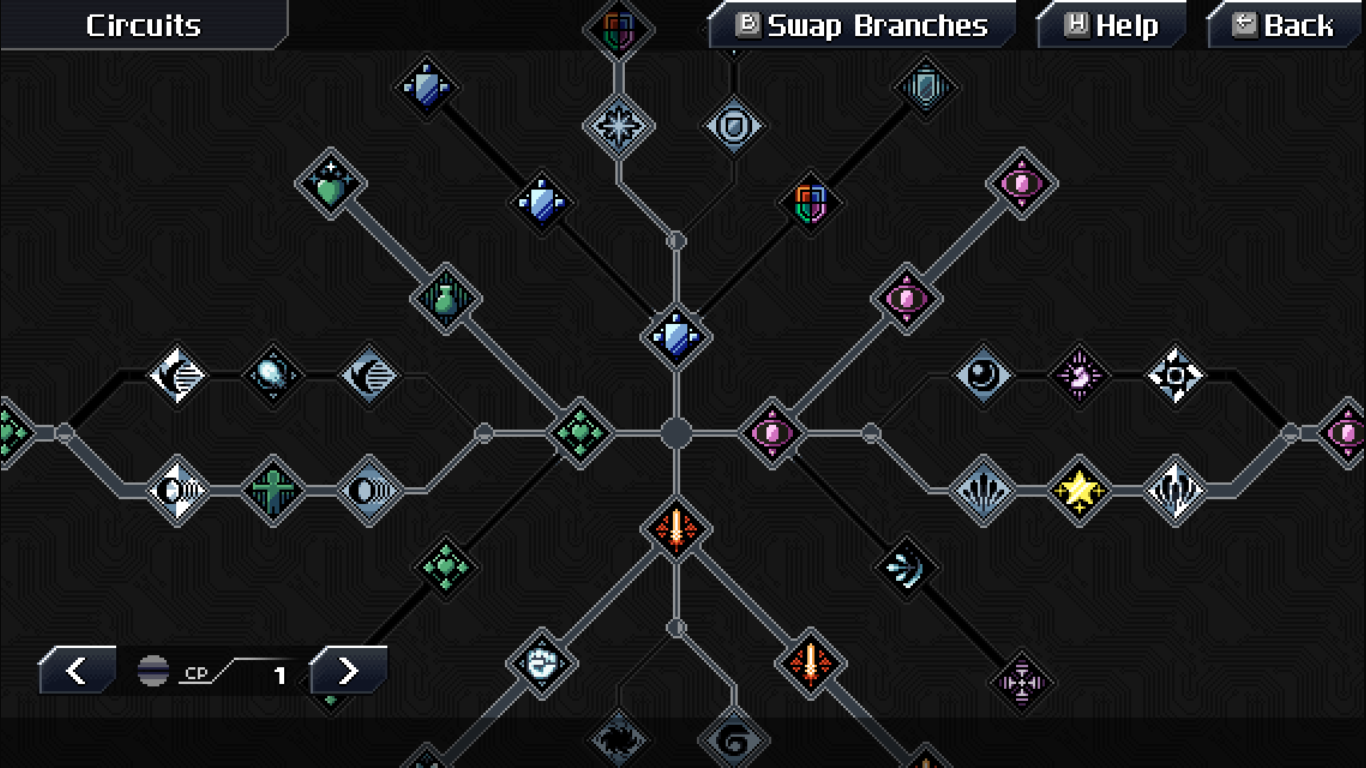 Circuits
B Swap Branches
H Help
Back
CP 1